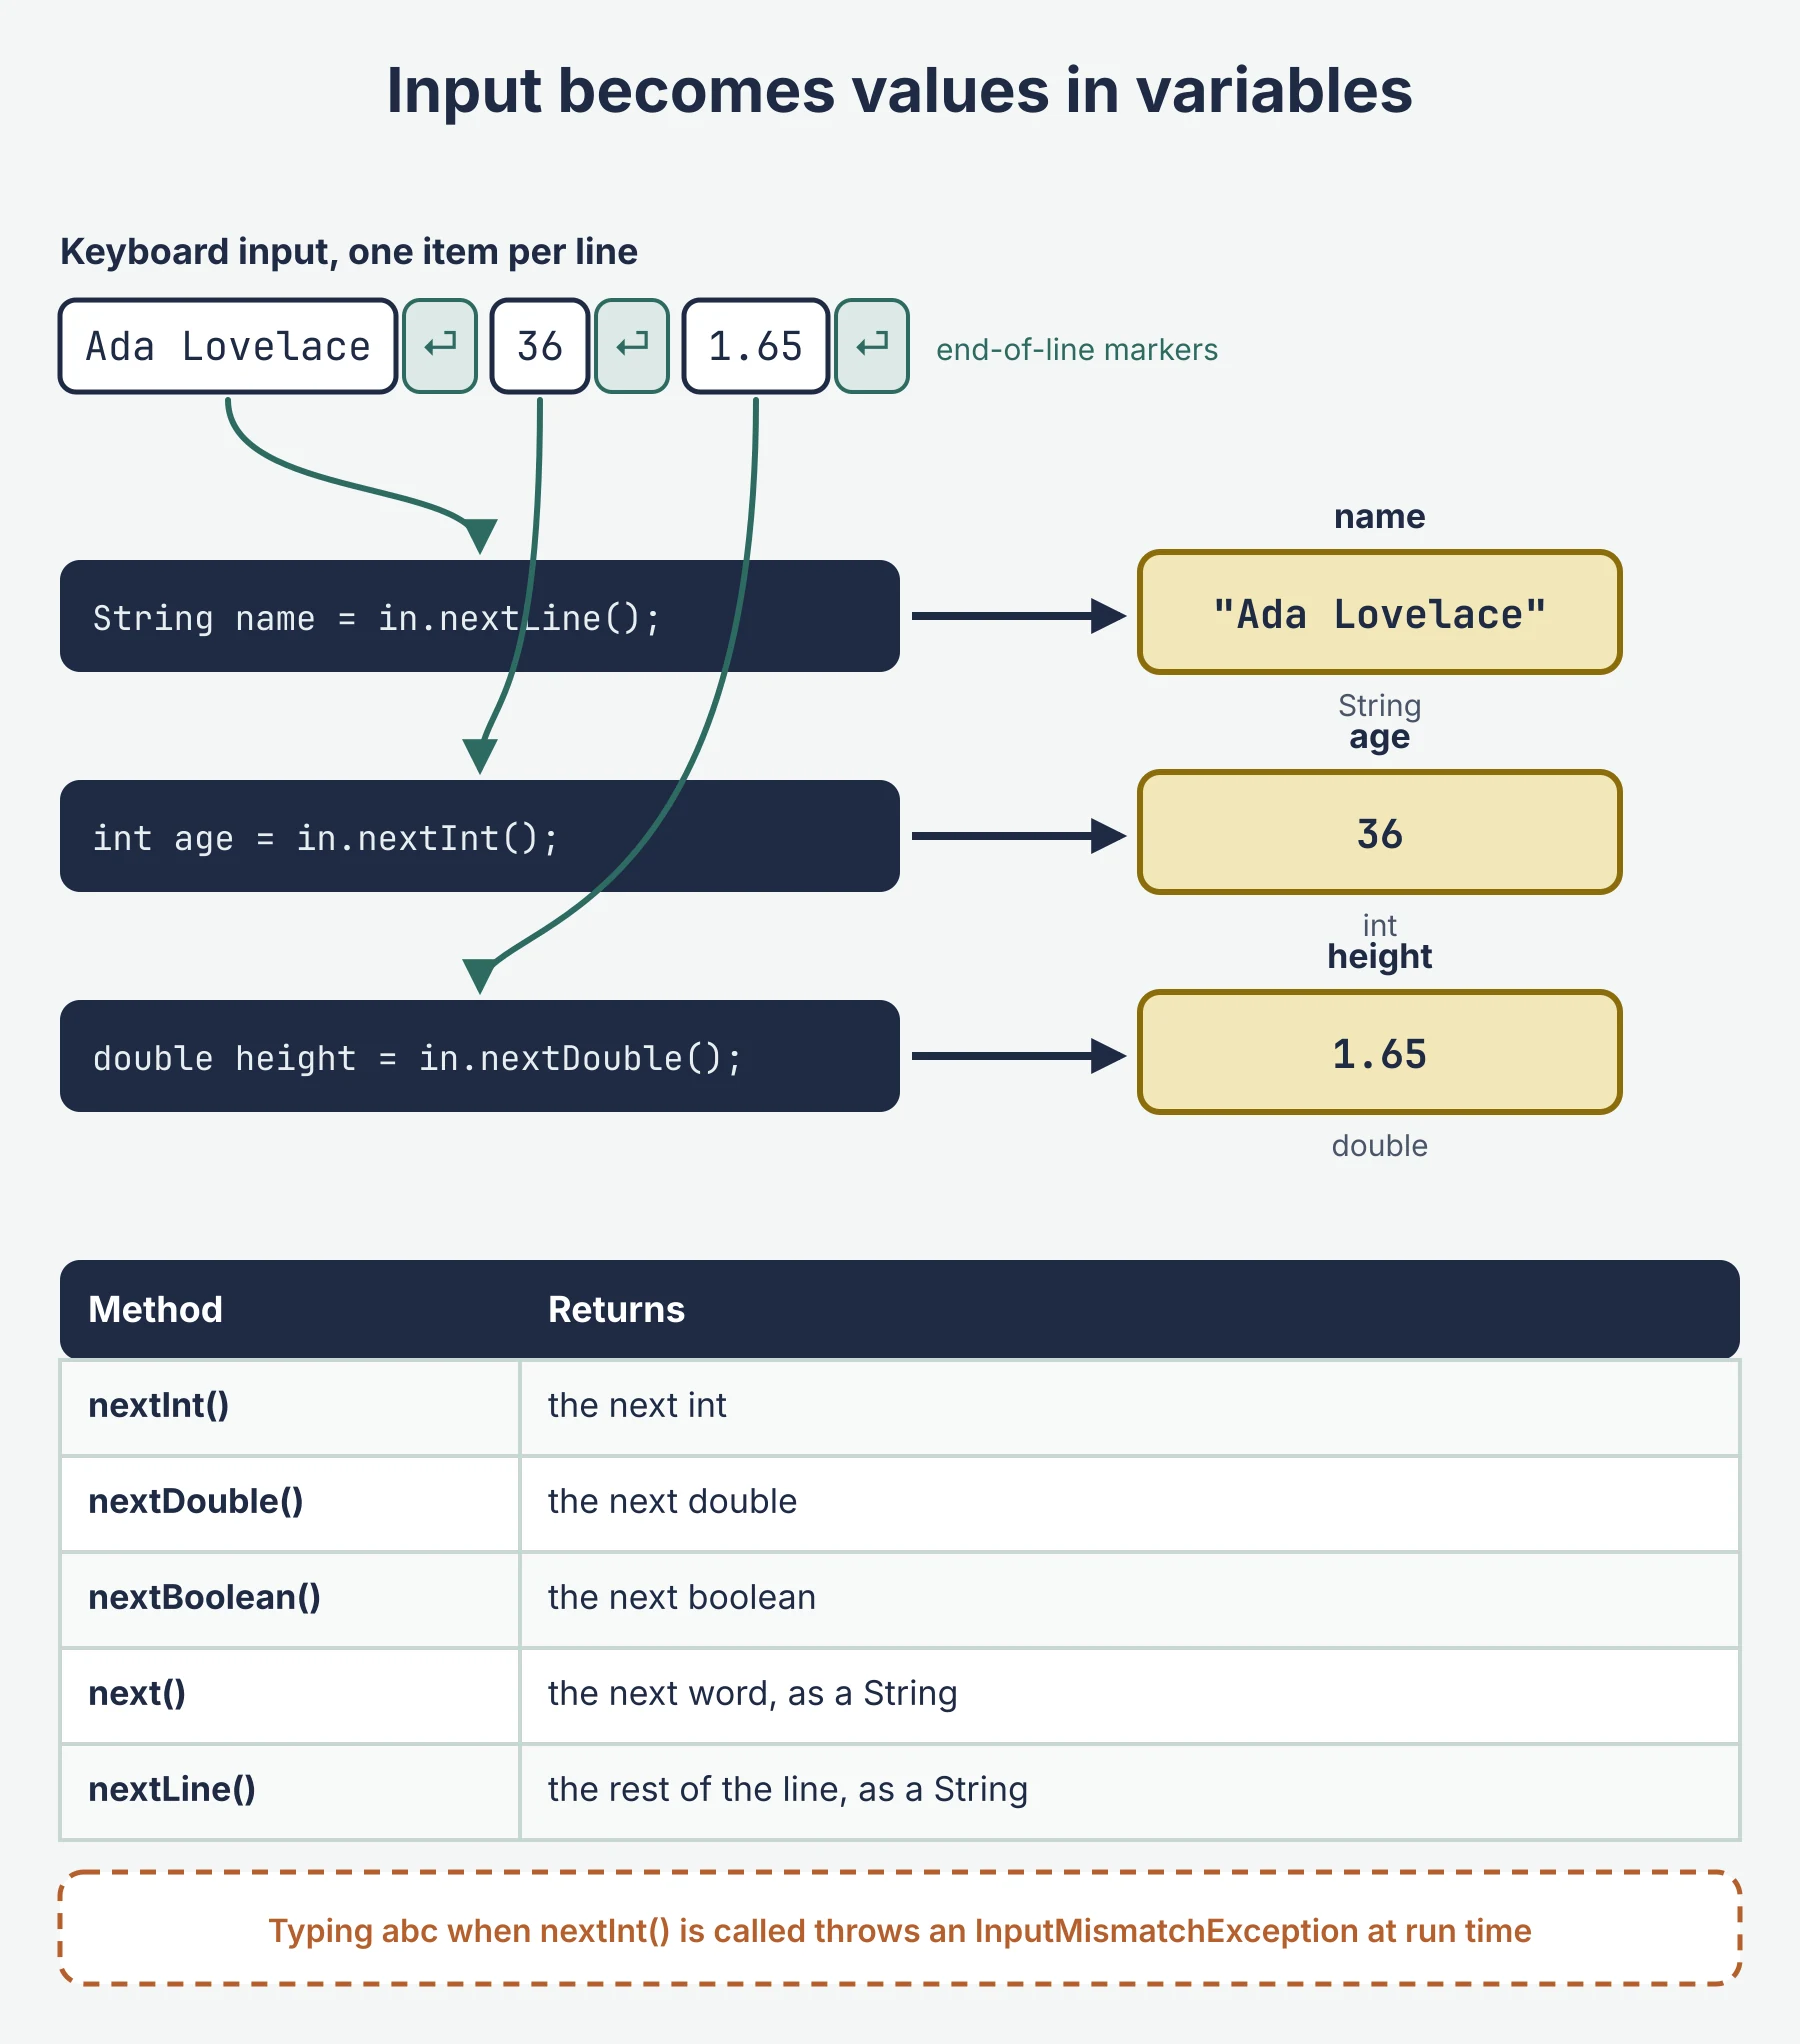 Input becomes values in variables
Keyboard input, one item per line
Ada Lovelace ↵ 36 ↵ 1.65 ↵ end-of-line markers
name
String name = in.nextLine(); "Ada Lovelace"
String
age
int age = in.nextInt(); 36
int
height
double height = in.nextDouble(); 1.65
double
Method Returns
nextInt() the next int
nextDouble() the next double
nextBoolean() the next boolean
next() the next word, as a String
nextLine() the rest of the line, as a String
Typing abc when nextInt() is called throws an InputMismatchException at run time